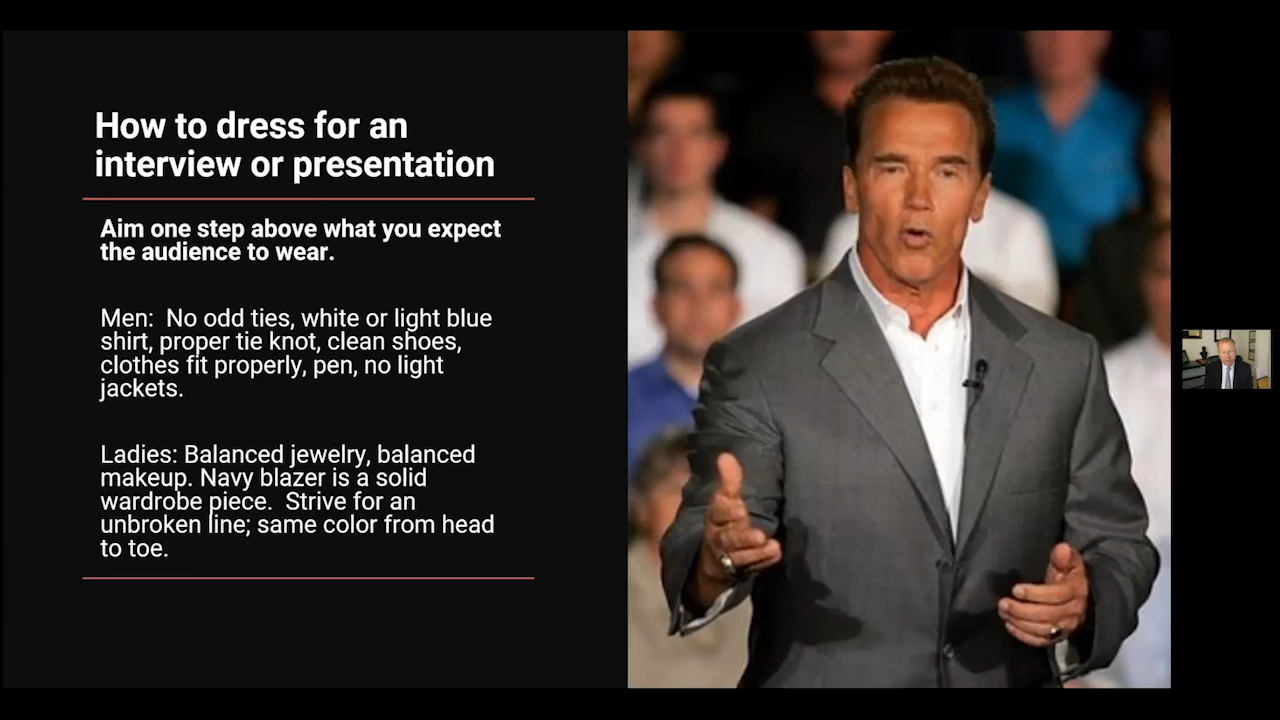 How to dress for an
interview or presentation
Aim one step above what you expect
the audience to wear.
Men:  No odd ties, white or light blue
shirt, proper tie knot, clean shoes,
clothes fit properly, pen, no light
jackets.
Ladies: Balanced jewelry, balanced
makeup. Navy blazer is a solid
wardrobe piece.  Strive for an
unbroken line; same color from head
to toe.